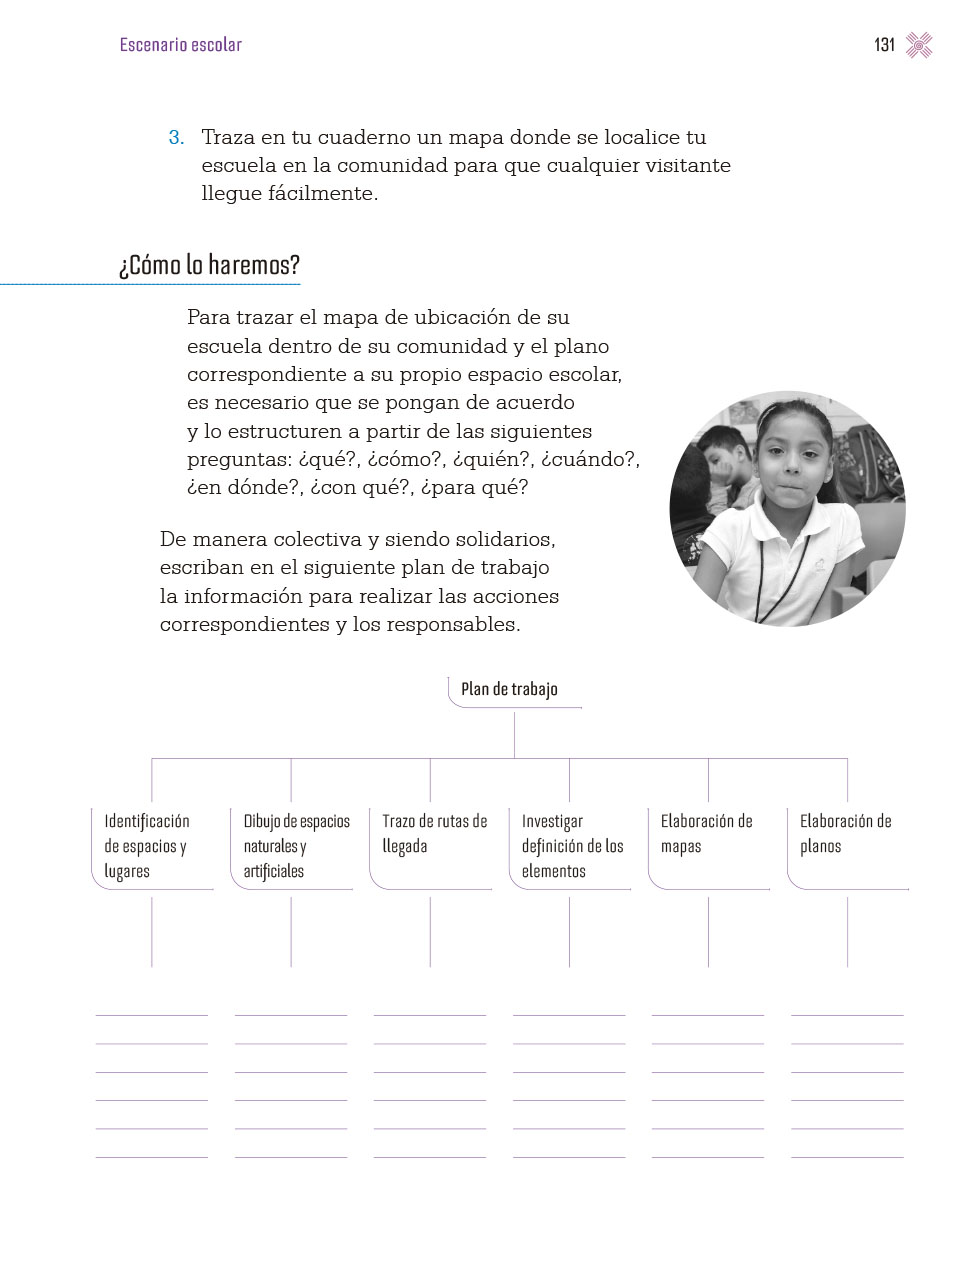 Escenario escolar
131
3. Traza en tu cuaderno un mapa donde se localice tu
escuela en la comunidad para que cualquier visitante
llegue fácilmente.
¿Cómo lo haremos?
Para trazar el mapa de ubicación de su
escuela dentro de su comunidad y el plano
correspondiente a su propio espacio escolar,
es necesario que se pongan de acuerdo
y lo estructuren a partir de las siguientes
preguntas: ¿qué?, ¿cómo?, ¿quién?, ¿cuándo?,
¿en dónde?, ¿con qué?, ¿para qué?
De manera colectiva y siendo solidarios,
escriban en el siguiente plan de trabajo
la información para realizar las acciones
correspondientes y los responsables.
Plan de trabajo
Identificación
de espacios y
lugares
Dibujo de espacios
naturales y
artificiales
Trazo de rutas de
llegada
Investigar
definición de los
elementos
Elaboración de
mapas
Elaboración de
planos